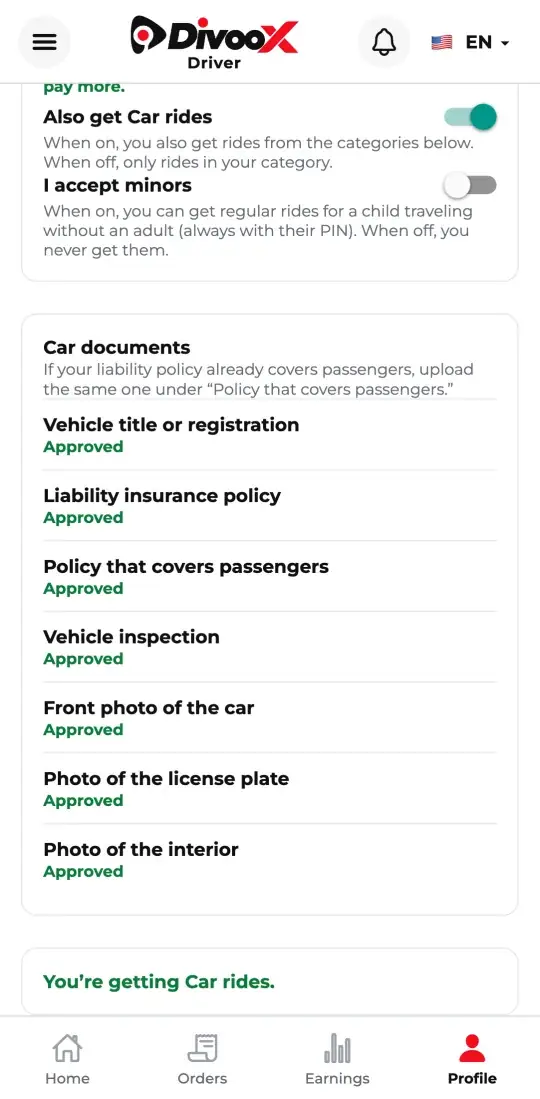 DivooX
Driver
EN
pay more.
Also get Car rides
When on, you also get rides from the categories below.
When off, only rides in your category.
I accept minors
When on, you can get regular rides for a child traveling
without an adult (always with their PIN). When off, you
never get them.
Car documents
If your liability policy already covers passengers, upload
the same one under “Policy that covers passengers.”
Vehicle title or registration
Approved
Liability insurance policy
Approved
Policy that covers passengers
Approved
Vehicle inspection
Approved
Front photo of the car
Approved
Photo of the license plate
Approved
Photo of the interior
Approved
You’re getting Car rides.
Home
Orders
Earnings
Profile